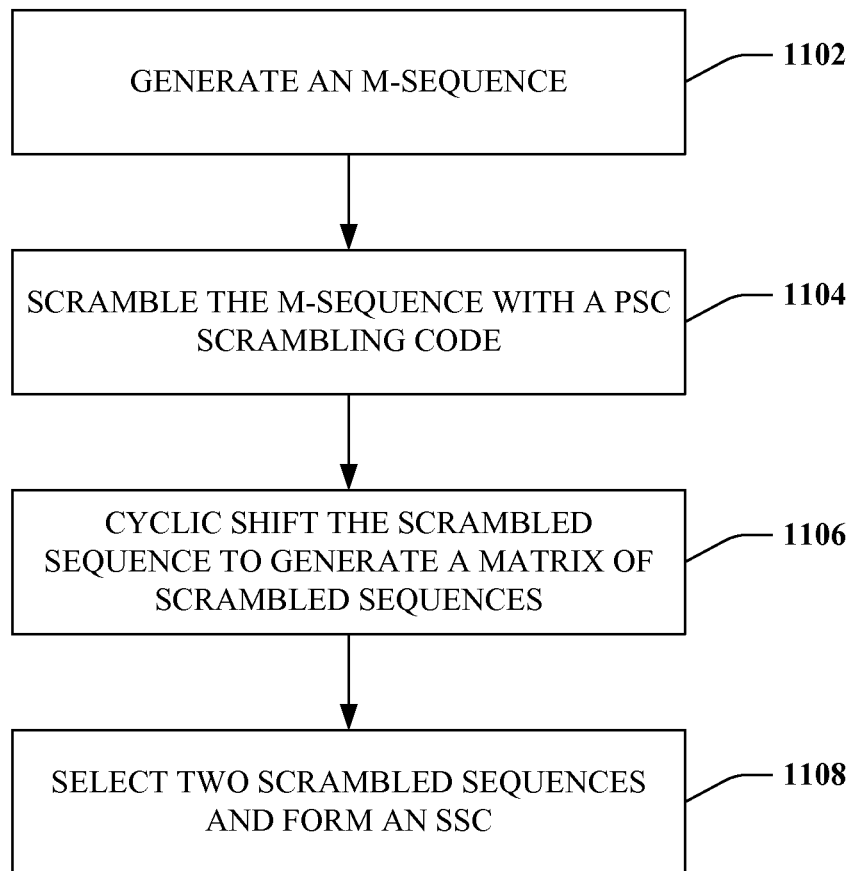 GENERATE AN M-SEQUENCE
1102
SCRAMBLE THE M-SEQUENCE WITH A PSC
SCRAMBLING CODE
1104
CYCLIC SHIFT THE SCRAMBLED
SEQUENCE TO GENERATE A MATRIX OF
SCRAMBLED SEQUENCES
1106
SELECT TWO SCRAMBLED SEQUENCES
AND FORM AN SSC
1108